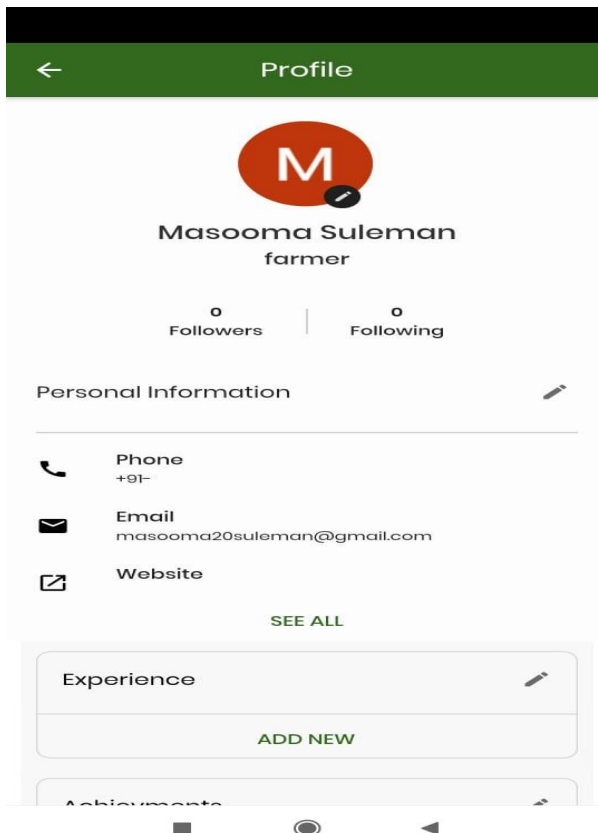 Profile
M
Masooma Suleman
farmer
0 0
Followers Following
Personal Information
Phone
+91-
Email
masooma20suleman@gmail.com
Website
SEE ALL
Experience
ADD NEW